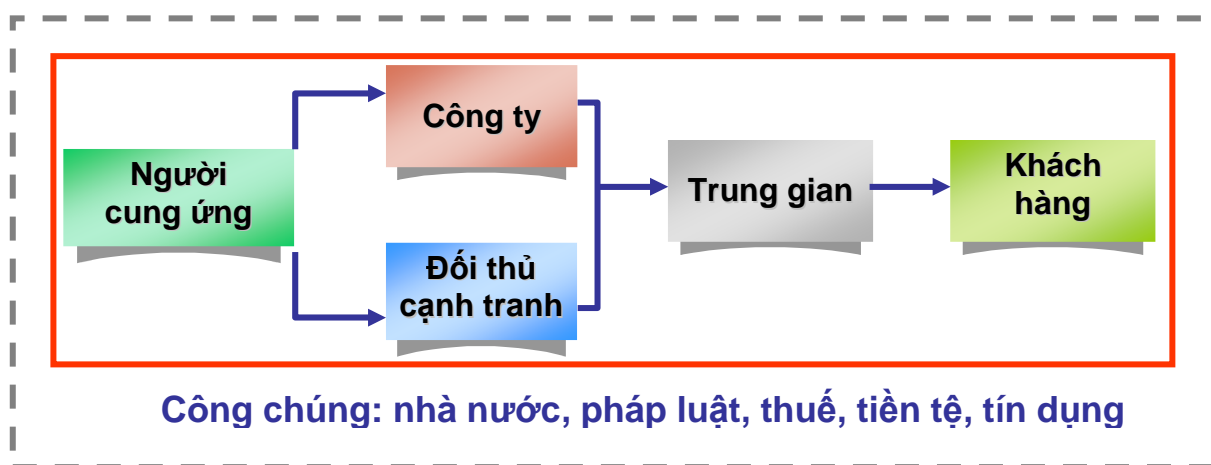 Công ty
Người
cung ứng
Trung gian
Khách
hàng
Đối thủ
cạnh tranh
Công chúng: nhà nước, pháp luật, thuế, tiền tệ, tín dụng